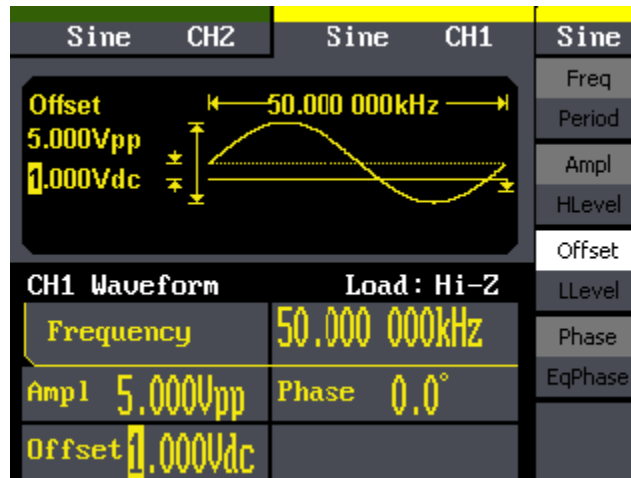 Sine CH2
Sine CH1
Sine
Offset
50.000 000kHz
5.000Vpp
1.000Vdc
Freq
Period
Ampl
HLevel
Offset
LLevel
Phase
EqPhase
CH1 Waveform Load: Hi-Z
Frequency 50.000 000kHz
Ampl 5.000Vpp Phase 0.0°
Offset 1.000Vdc